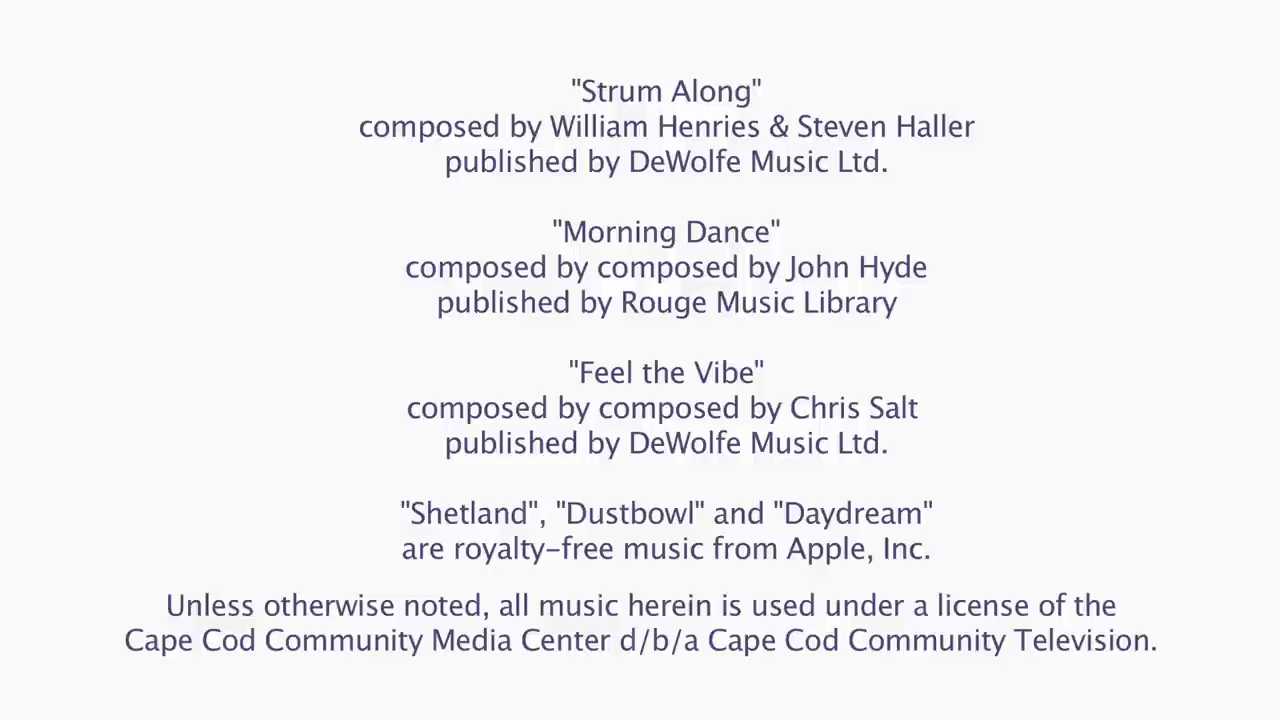 "Strum Along"
composed by William Henries & Steven Haller
published by DeWolfe Music Ltd.
"Morning Dance"
composed by composed by John Hyde
published by Rouge Music Library
"Feel the Vibe"
composed by composed by Chris Salt
published by DeWolfe Music Ltd.
"Shetland", "Dustbowl" and "Daydream"
are royalty-free music from Apple, Inc.
Unless otherwise noted, all music herein is used under a license of the
Cape Cod Community Media Center d/b/a Cape Cod Community Television.